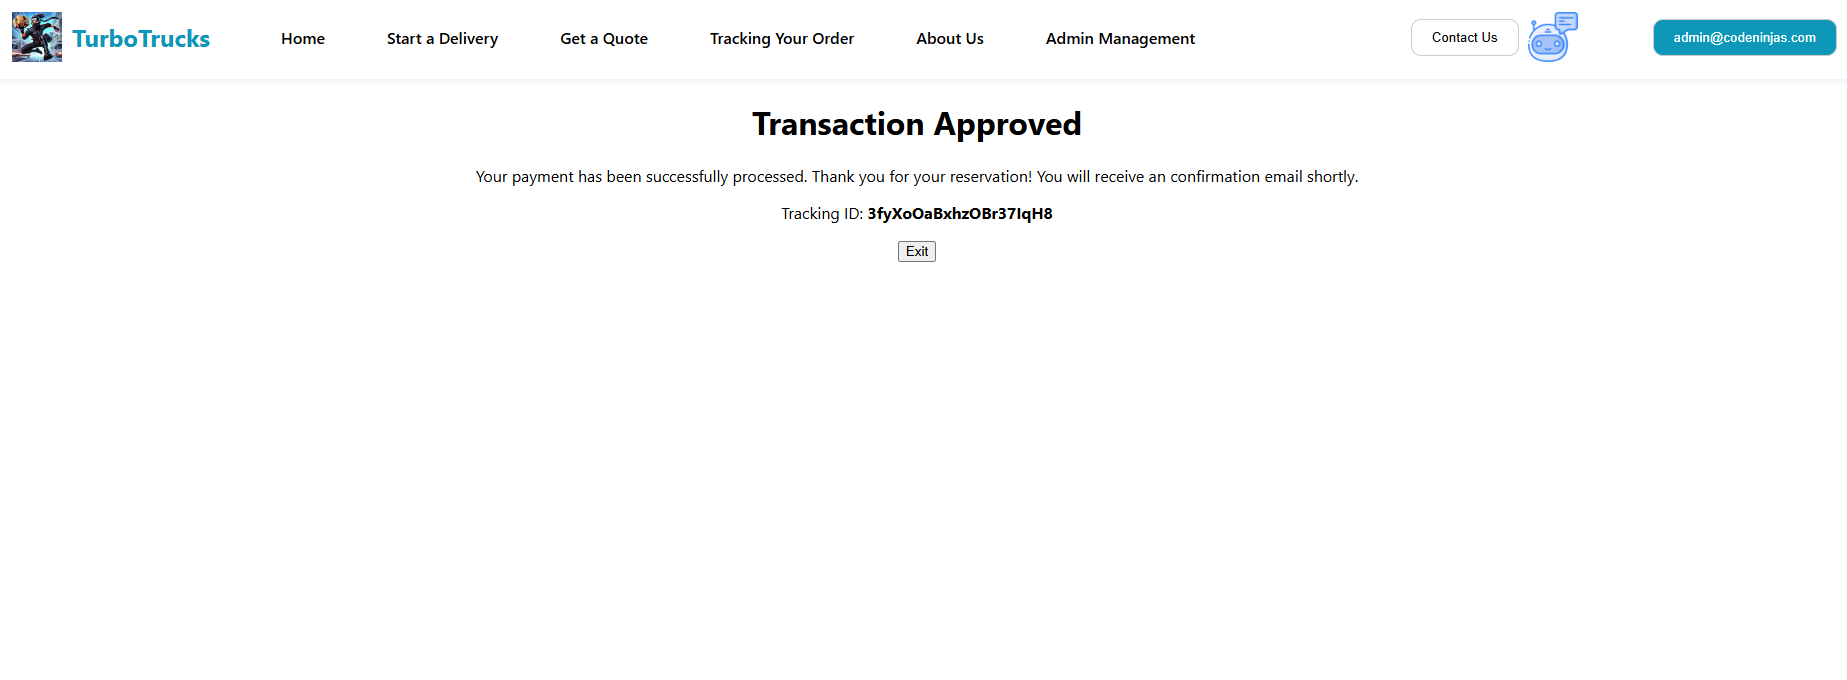 TurboTrucks
Home
Start a Delivery
Get a Quote
Tracking Your Order
About Us
Admin Management
Contact Us
admin@codeninjas.com
Transaction Approved
Your payment has been successfully processed. Thank you for your reservation! You will receive an confirmation email shortly.
Tracking ID: 3fyXoOaBxhzOBr37IqH8
Exit